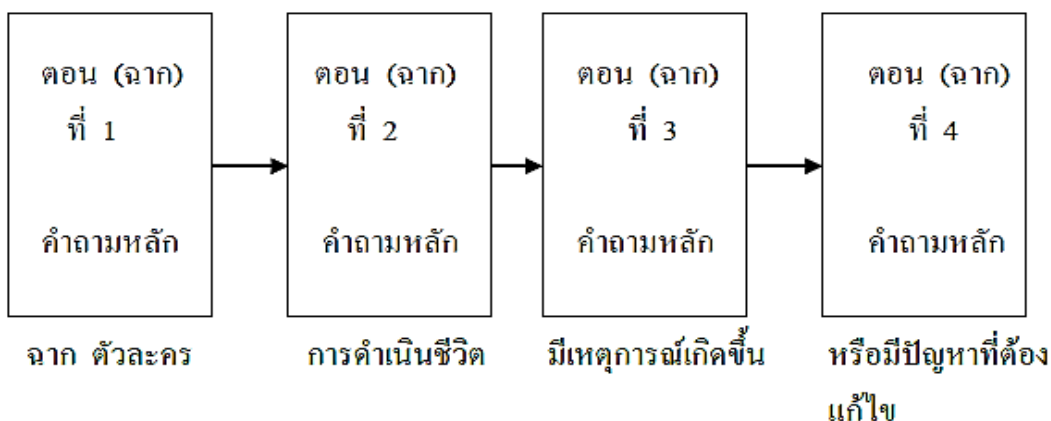 ตอน (ฉาก)
ที่ 1
คำถามหลัก
ฉาก ตัวละคร
ตอน (ฉาก)
ที่ 2
คำถามหลัก
การดำเนินชีวิต
ตอน (ฉาก)
ที่ 3
คำถามหลัก
มีเหตุการณ์เกิดขึ้น
ตอน (ฉาก)
ที่ 4
คำถามหลัก
หรือมีปัญหาที่ต้อง
แก้ไข